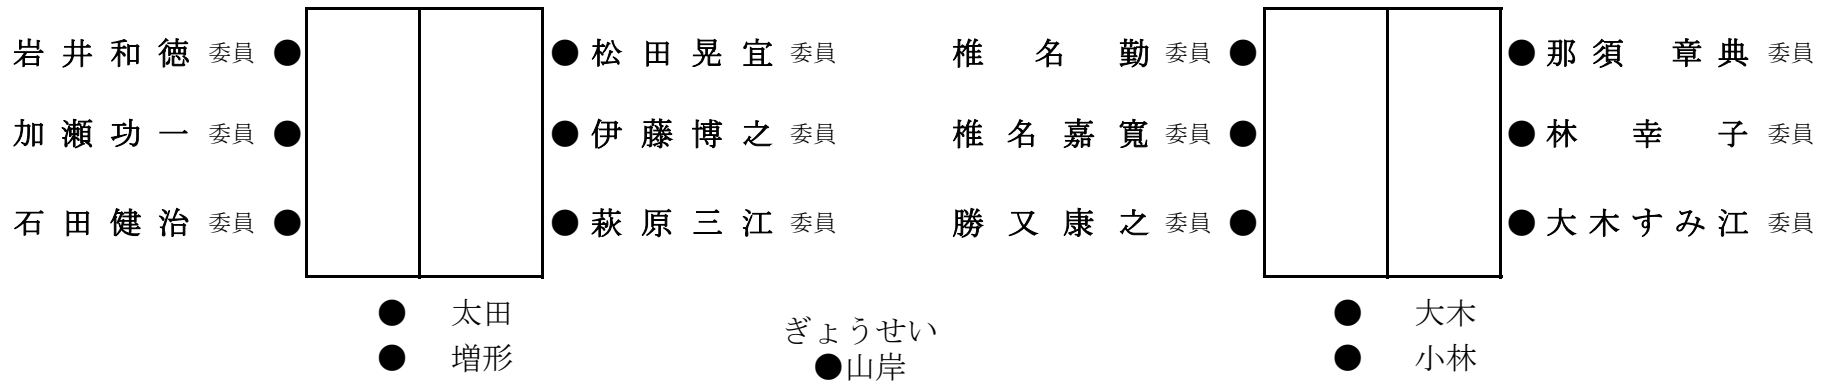 岩井和徳 委員 ● ● 松田晃宜 委員 椎名勤 委員 ● ● 那須 章典 委員
加瀬功一 委員 ● ● 伊藤博之 委員 椎名嘉寛 委員 ● ● 林幸子 委員
石田健治 委員 ● ● 萩原三江 委員 勝又康之 委員 ● ● 大木すみ江 委員
● 太田 ● 大木
ぎょうせい
● 増形 ● 小林
●山岸